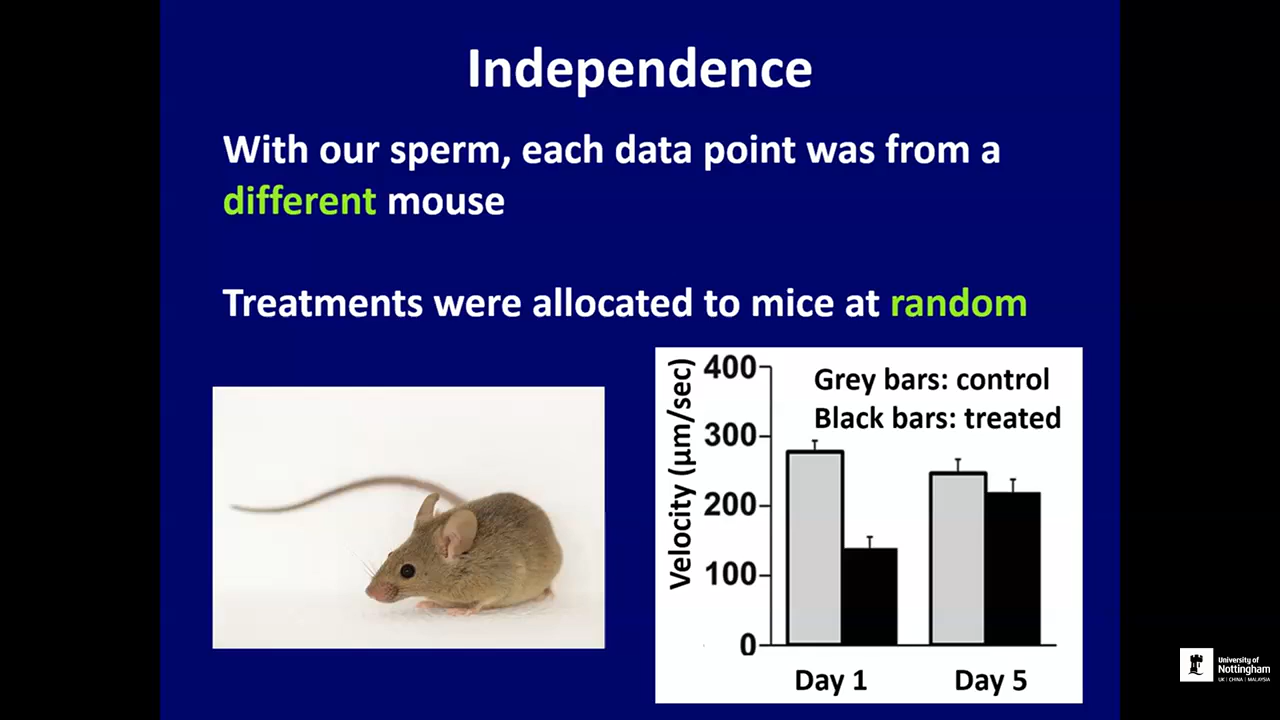 Independence
With our sperm, each data point was from a
different mouse
Treatments were allocated to mice at random
Velocity (µm/sec)
400
300
200
100
0
Grey bars: control
Black bars: treated
Day 1
Day 5
University of
Nottingham
UK | CHINA | MALAYSIA